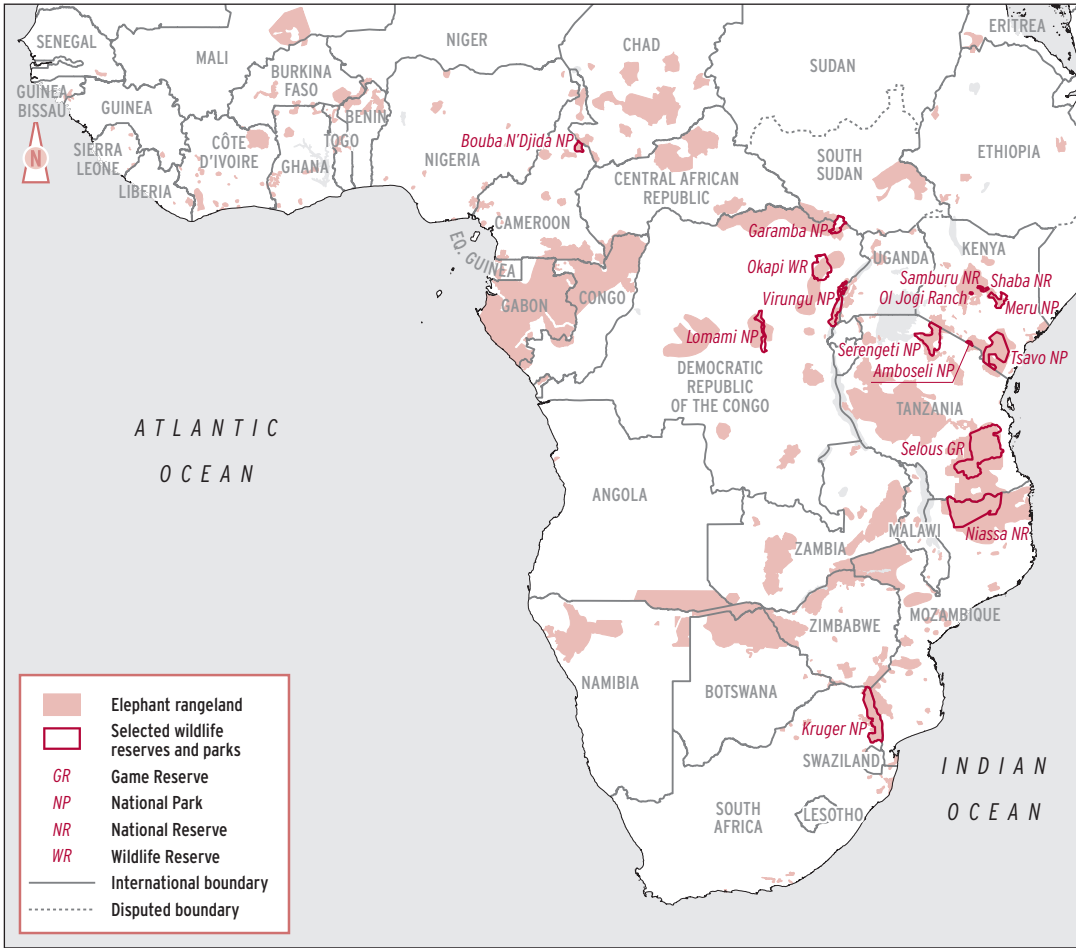 SENEGAL
MALI
NIGER
CHAD
SUDAN
ERITREA
GUINEA
BISSAU
GUINEA
BURKINA
FASO
BENIN
SIERRA
LEONE
CÔTE
D'IVOIRE
GHANA
TOGO
NIGERIA
Bouba N'Djida NP
LIBERIA
CENTRAL AFRICAN
REPUBLIC
SOUTH
SUDAN
ETHIOPIA
N
CAMEROON
EQ. GUINEA
GABON
CONGO
Garamba NP
Okapi WR
Virungu NP
Lomami NP
UGANDA
KENYA
Samburu NR
Shaba NR
Ol Jogi Ranch
Meru NP
Serengeti NP
Amboseli NP
Tsavo NP
DEMOCRATIC
REPUBLIC
OF THE CONGO
TANZANIA
Selous GR
ATLANTIC
OCEAN
ANGOLA
ZAMBIA
MALAWI
Niassa NR
ZIMBABWE
MOZAMBIQUE
NAMIBIA
BOTSWANA
Kruger NP
SWAZILAND
SOUTH
AFRICA
LESOTHO
INDIAN
OCEAN
Elephant rangeland
Selected wildlife
reserves and parks
GR Game Reserve
NP National Park
NR National Reserve
WR Wildlife Reserve
International boundary
Disputed boundary